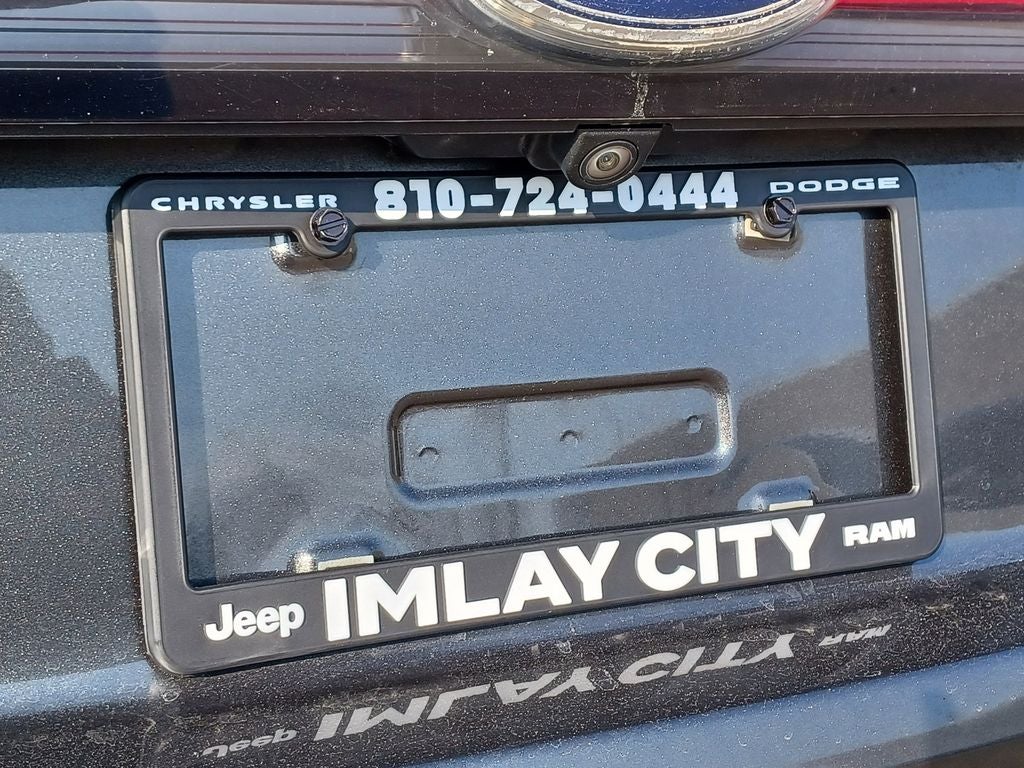 CHRYSLER 810-724-0444 DODGE
Jeep IMLAY CITY RAM